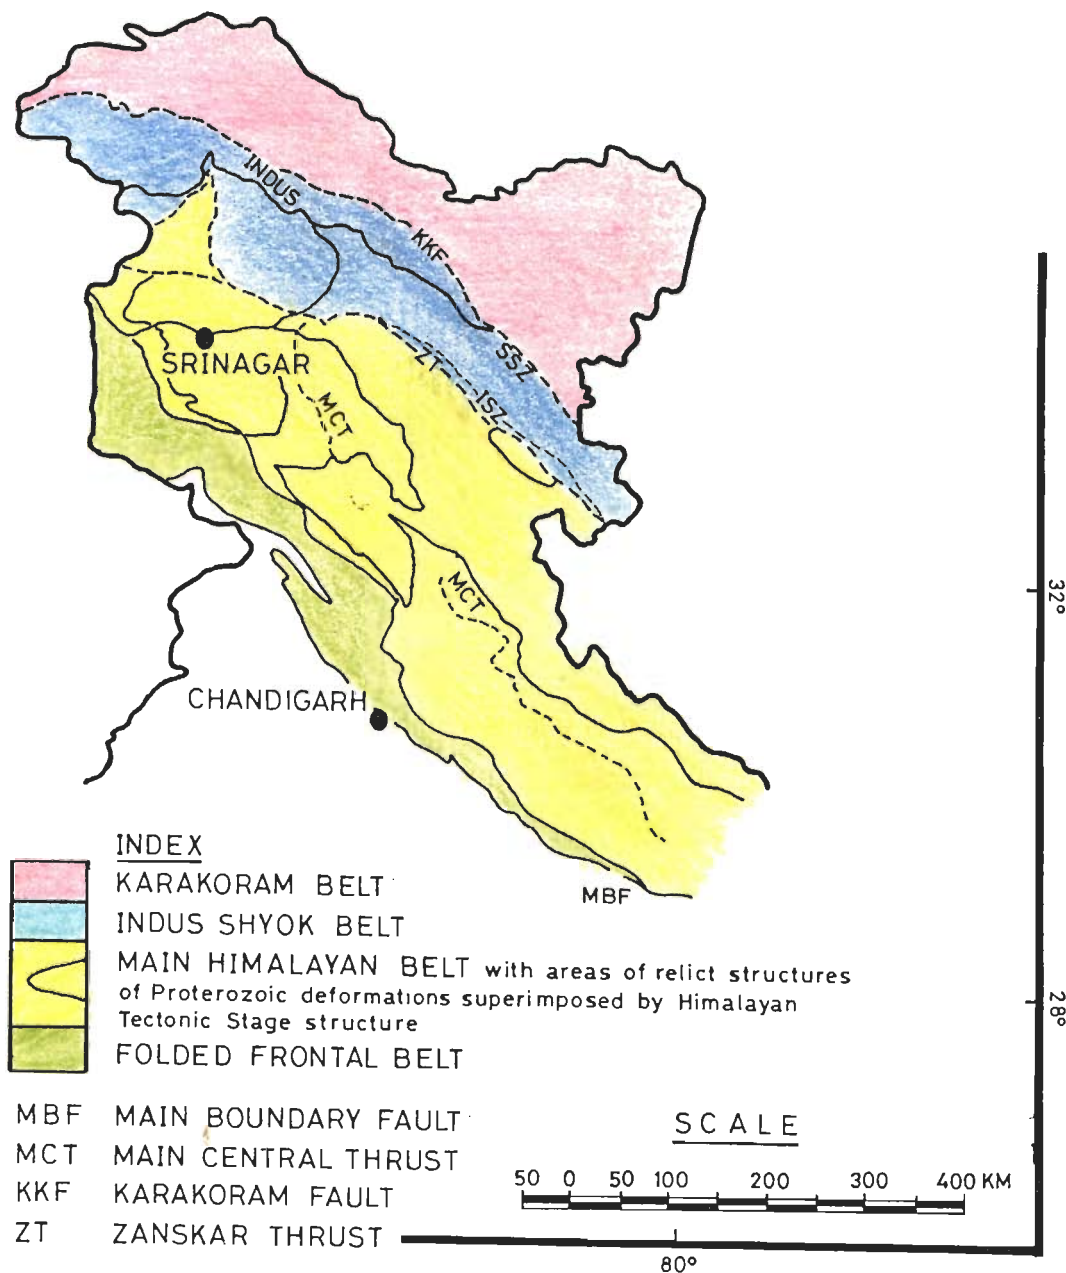 INDUS
KKF
SSZ
ZT
ISZ
SRINAGAR
MCT
MCT
32°
CHANDIGARH
MBF
INDEX
KARAKORAM BELT
INDUS SHYOK BELT
MAIN HIMALAYAN BELT with areas of relict structures
of Proterozoic deformations superimposed by Himalayan
Tectonic Stage structure
FOLDED FRONTAL BELT
28°
MBF MAIN BOUNDARY FAULT
MCT MAIN CENTRAL THRUST
KKF KARAKORAM FAULT
ZT ZANSKAR THRUST
SCALE
50 0 50 100 200 300 400 KM
80°